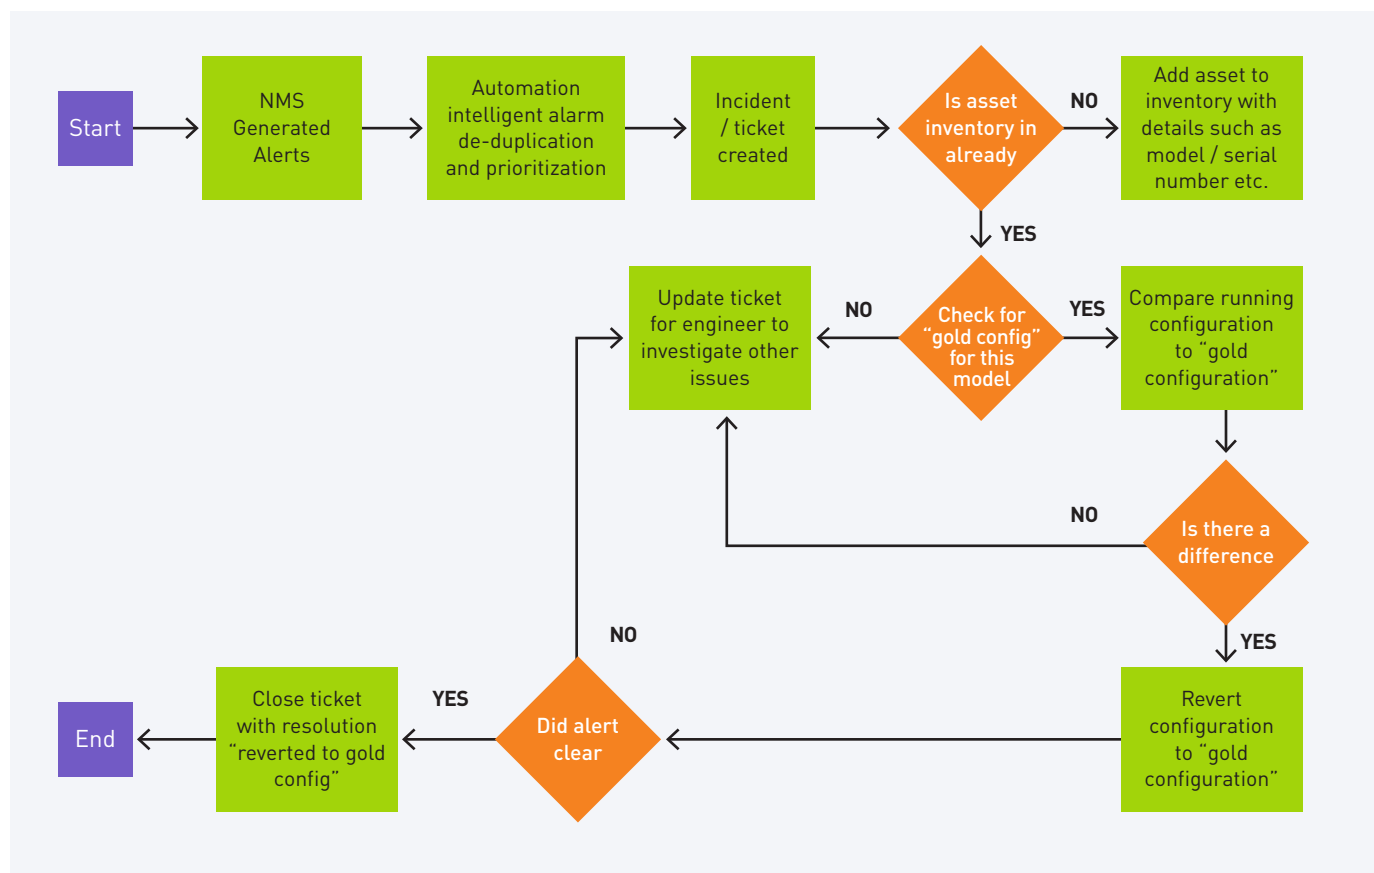 Start
NMS
Generated
Alerts
Automation
intelligent alarm
de-duplication
and prioritization
Incident
/ ticket
created
Is asset
inventory in
already
NO
Add asset to
inventory with
details such as
model / serial
number etc.
YES
Update ticket
for engineer to
investigate other
issues
NO
Check for
“gold config”
for this
model
YES
Compare running
configuration
to “gold
configuration”
NO
Is there a
difference
YES
NO
Revert
configuration
to “gold
configuration”
Did alert
clear
YES
Close ticket
with resolution
“reverted to gold
config”
End